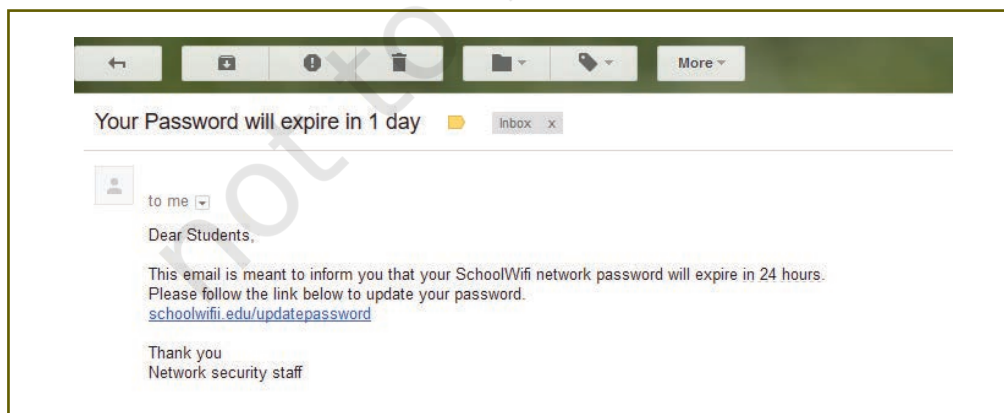 More
Your Password will expire in 1 day Inbox x
to me
Dear Students,
This email is meant to inform you that your SchoolWifi network password will expire in 24 hours.
Please follow the link below to update your password.
schoolwifii.edu/updatepassword
Thank you
Network security staff
not to